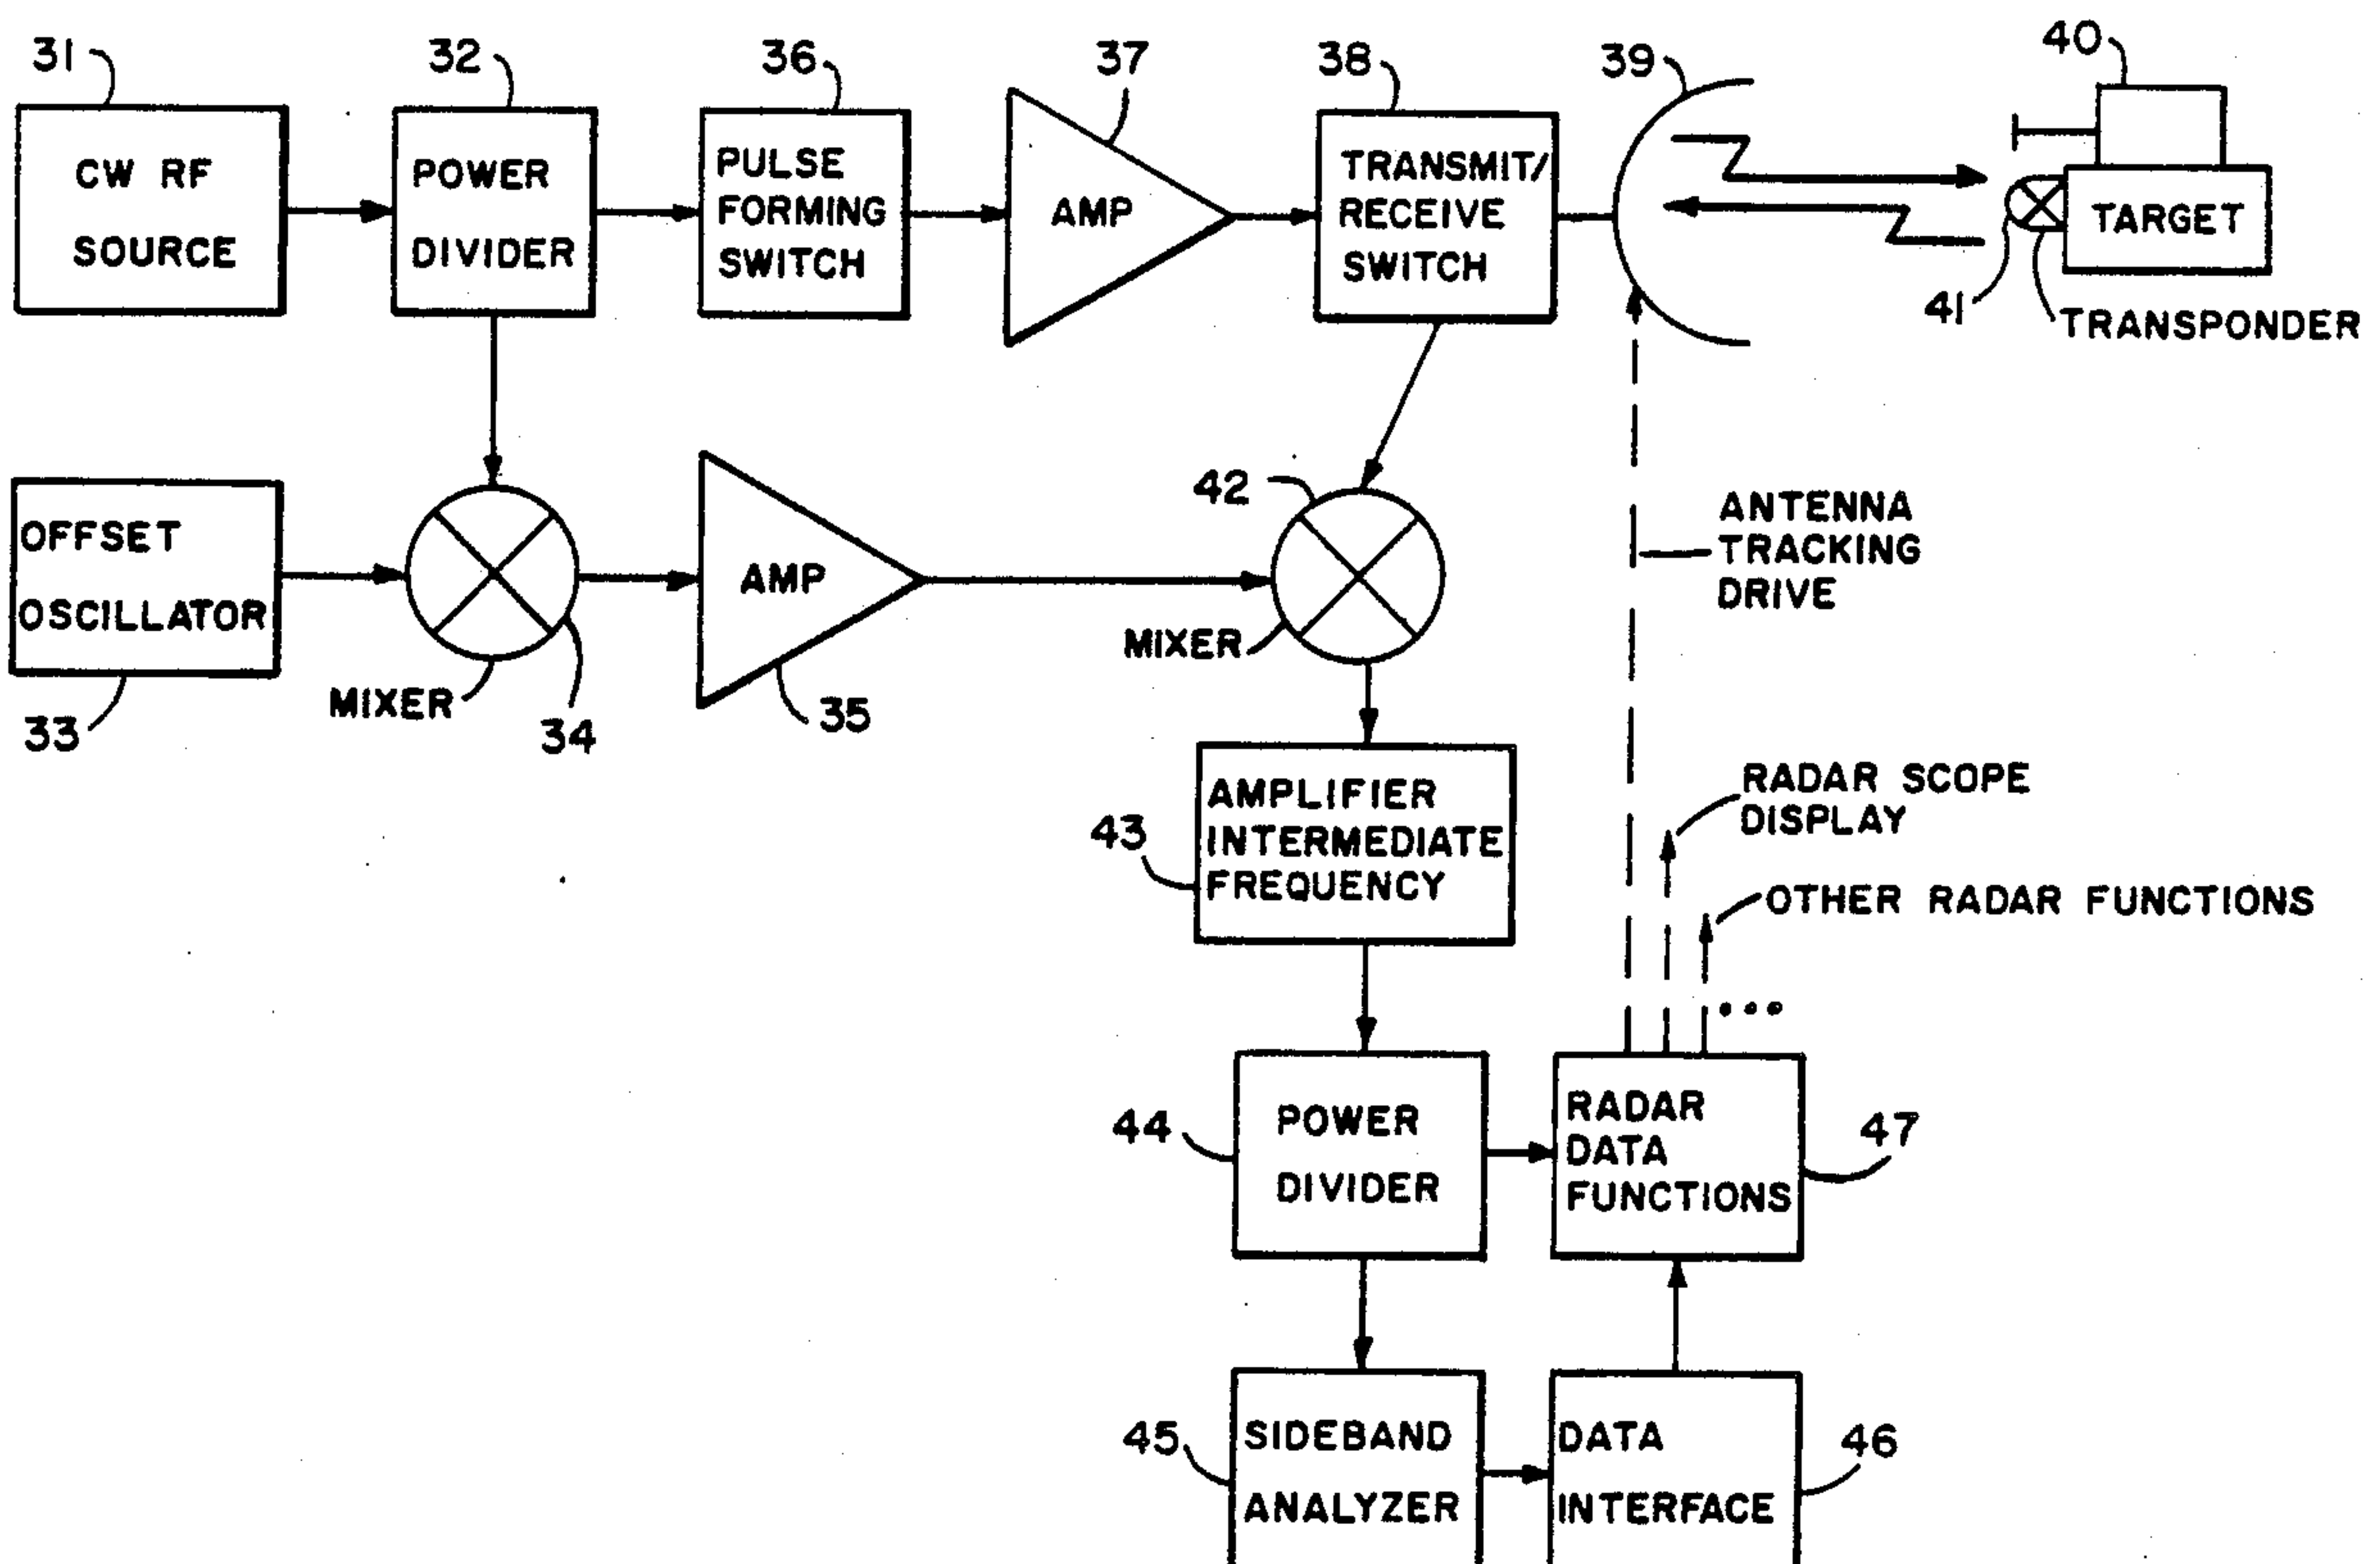 31
32
36
37
38
39
40
CW RF
SOURCE
POWER
DIVIDER
PULSE
FORMING
SWITCH
AMP
TRANSMIT/
RECEIVE
SWITCH
TARGET
41
TRANSPONDER
OFFSET
OSCILLATOR
33
MIXER
34
AMP
35
42
MIXER
ANTENNA
TRACKING
DRIVE
43
AMPLIFIER
INTERMEDIATE
FREQUENCY
RADAR SCOPE
DISPLAY
OTHER RADAR FUNCTIONS
...
44
POWER
DIVIDER
RADAR
DATA
FUNCTIONS
47
45
SIDEBAND
ANALYZER
DATA
INTERFACE
46